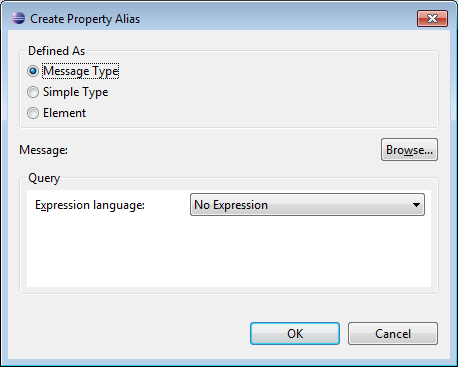 Create Property Alias
Defined As
Message Type
Simple Type
Element
Message: Browse...
Query
Expression language: No Expression
OK Cancel